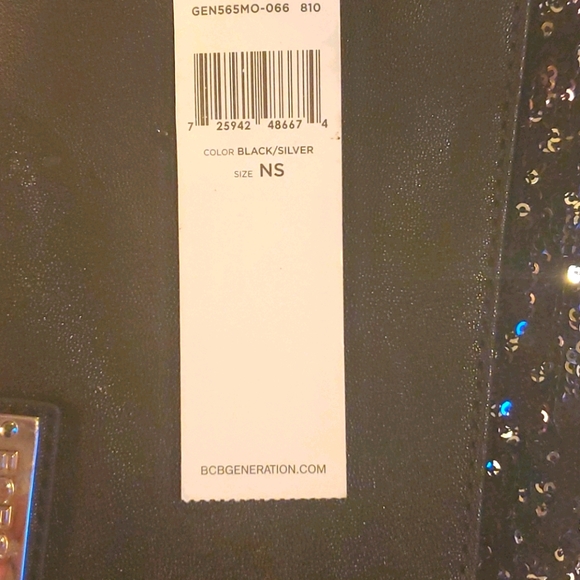 GEN565MO-066 810
7 25942 48667 4
COLOR BLACK/SILVER
SIZE NS
BCBGENERATION.COM